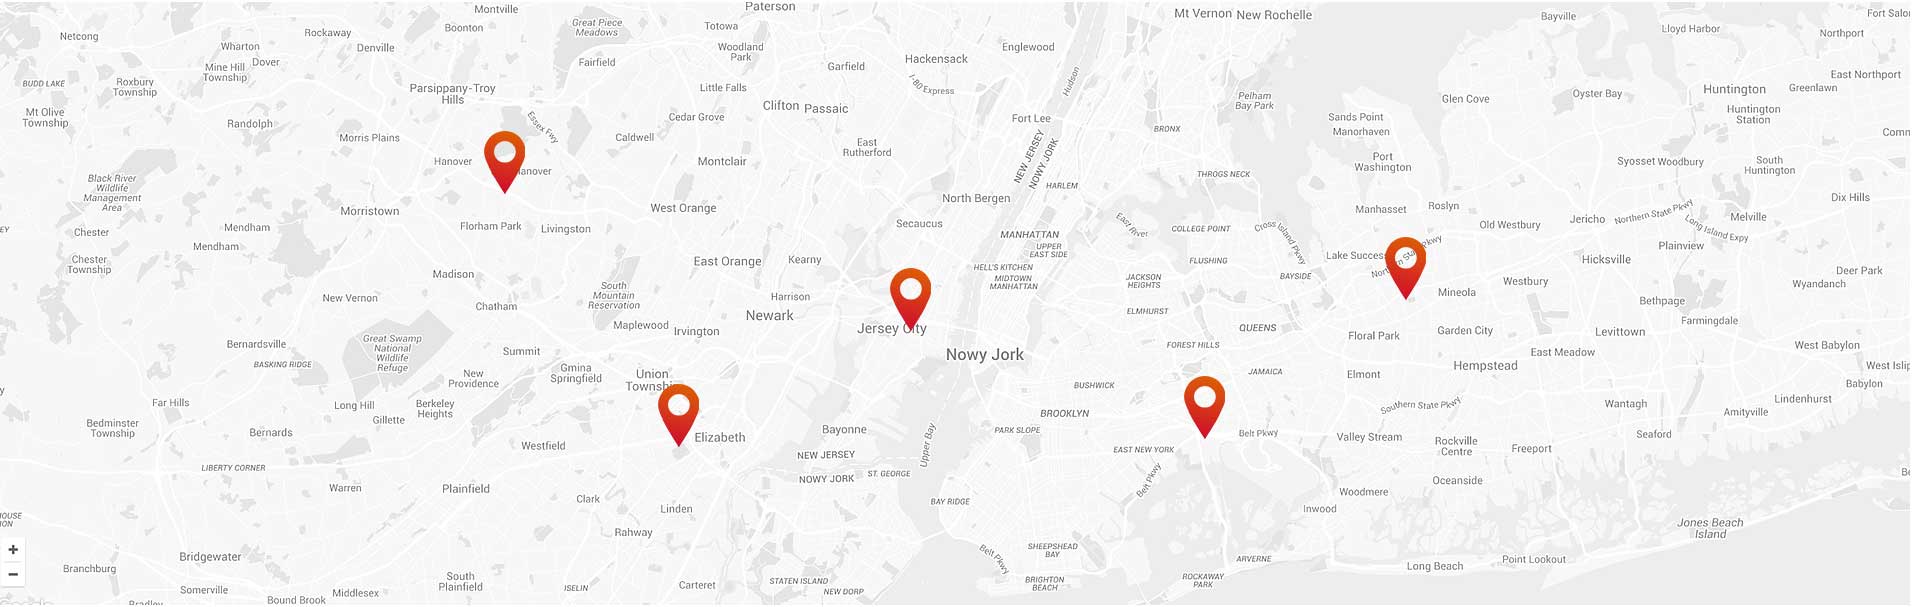 Montville
Paterson
Mt Vernon
New Rochelle
Bayville
Fort Salo
Netcong
Rockaway
Boonton
Great Piece
Meadows
Totowa
Lloyd Harbor
Northport
Wharton
Denville
Woodland
Park
Englewood
Dover
Fairfield
Hackensack
Mine Hill
Township
Garfield
Hudson
East Northport
BUDD LAKE
Roxbury
Township
Parsippany-Troy
Hills
Little Falls
I-80 Express
Pelham
Bay Park
Glen Cove
Oyster Bay
Huntington
Greenlawn
Mt Olive
Township
Clifton
Passaic
Huntington
Station
Randolph
Essex Fwy
Cedar Grove
Fort Lee
Sands Point
Manorhaven
Morris Plains
Caldwell
BRONX
Com
East
Rutherford
NEW JERSEY
NOWY JORK
Hanover
Montclair
Port
Washington
Syosset
Woodbury
South
Huntington
Hanover
THROGS NECK
Black River
Wildlife
Management
Area
HARLEM
North Bergen
Dix Hills
Morristown
West Orange
Manhasset
Roslyn
Northern State Pkwy
Jericho
Melville
Chester
Mendham
Florham Park
Livingston
Secaucus
East River
COLLEGE POINT
Cross Island Pkwy
Old Westbury
Long Island Expy
EY
MANHATTAN
Mendham
UPPER
EAST SIDE
Lake Success
Plainview
Chester
Township
East Orange
Kearny
FLUSHING
Hicksville
Madison
HELL'S KITCHEN
BAYSIDE
Deer Park
MIDTOWN
MANHATTAN
JACKSON
HEIGHTS
Westbury
Wyandanch
New Vernon
South
Mountain
Reservation
Harrison
Mineola
Bethpage
Chatham
Newark
ELMHURST
Farmingdale
Maplewood
Irvington
Jersey City
QUEENS
Floral Park
Garden City
Levittown
Bernardsville
Great Swamp
National
Wildlife
Refuge
Summit
Nowy Jork
FOREST HILLS
East Meadow
West Babylon
BASKING RIDGE
Gmina
Springfield
Union
Township
JAMAICA
Elmont
Hempstead
West Islip
New
Providence
BUSHWICK
Babylon
Far Hills
Long Hill
Berkeley
Heights
Southern State Pkwy
Wantagh
Lindenhurst
Gillette
BROOKLYN
Amityville
Bedminster
Township
Bernards
Elizabeth
Bayonne
PARK SLOPE
Belt Pkwy
Valley Stream
Rockville
Centre
Seaford
Westfield
Upper Bay
EAST NEW YORK
Freeport
NEW JERSEY
LIBERTY CORNER
NOWY JORK
ST. GEORGE
Belt Pkwy
Oceanside
Warren
Plainfield
Clark
BAY RIDGE
Woodmere
Linden
Inwood
HOUSE
ION
Rahway
Jones Beach
Island
Bridgewater
Belt Pkwy
SHEEPSHEAD
BAY
ARVERNE
Point Lookout
Branchburg
Long Beach
South
Plainfield
STATEN ISLAND
BRIGHTON
BEACH
ROCKAWAY
PARK
Somerville
ISELIN
Carteret
NEW DORP
Middlesex
Bound Brook
Bradley
+
−